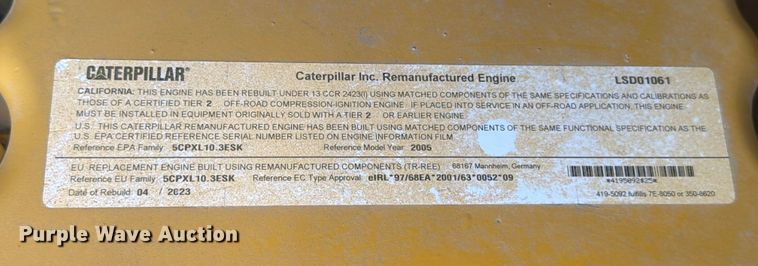 CATERPILLAR® Caterpillar Inc. Remanufactured Engine LSD01061
CALIFORNIA: THIS ENGINE HAS BEEN REBUILT UNDER 13 CCR 2423(l) USING MATCHED COMPONENTS OF THE SAME SPECIFICATIONS AND CALIBRATIONS AS
THOSE OF A CERTIFIED TIER 2 OFF-ROAD COMPRESSION-IGNITION ENGINE. IF PLACED INTO SERVICE IN AN OFF-ROAD APPLICATION, THIS ENGINE
MUST BE INSTALLED IN EQUIPMENT ORIGINALLY SOLD WITH A TIER 2 OR EARLIER ENGINE
U.S.: THIS CATERPILLAR REMANUFACTURED ENGINE HAS BEEN BUILT USING MATCHED COMPONENTS OF THE SAME FUNCTIONAL SPECIFICATION AS THE
U.S. EPA CERTIFIED REFERENCE SERIAL NUMBER LISTED ON ENGINE INFORMATION FILM
Reference EPA Family: 5CPXL10.3ESK Reference Model Year: 2005
EU: REPLACEMENT ENGINE BUILT USING REMANUFACTURED COMPONENTS (TR-REE) 68167 Mannheim, Germany
Reference EU Family: 5CPXL10.3ESK Reference EC Type Approval: eIRL*97/68EA*2001/63*0052*09
Date of Rebuild: 04 / 2023
*4195092$25*
419-5092 fulfills 7E-8050 or 350-8620
Purple Wave Auction